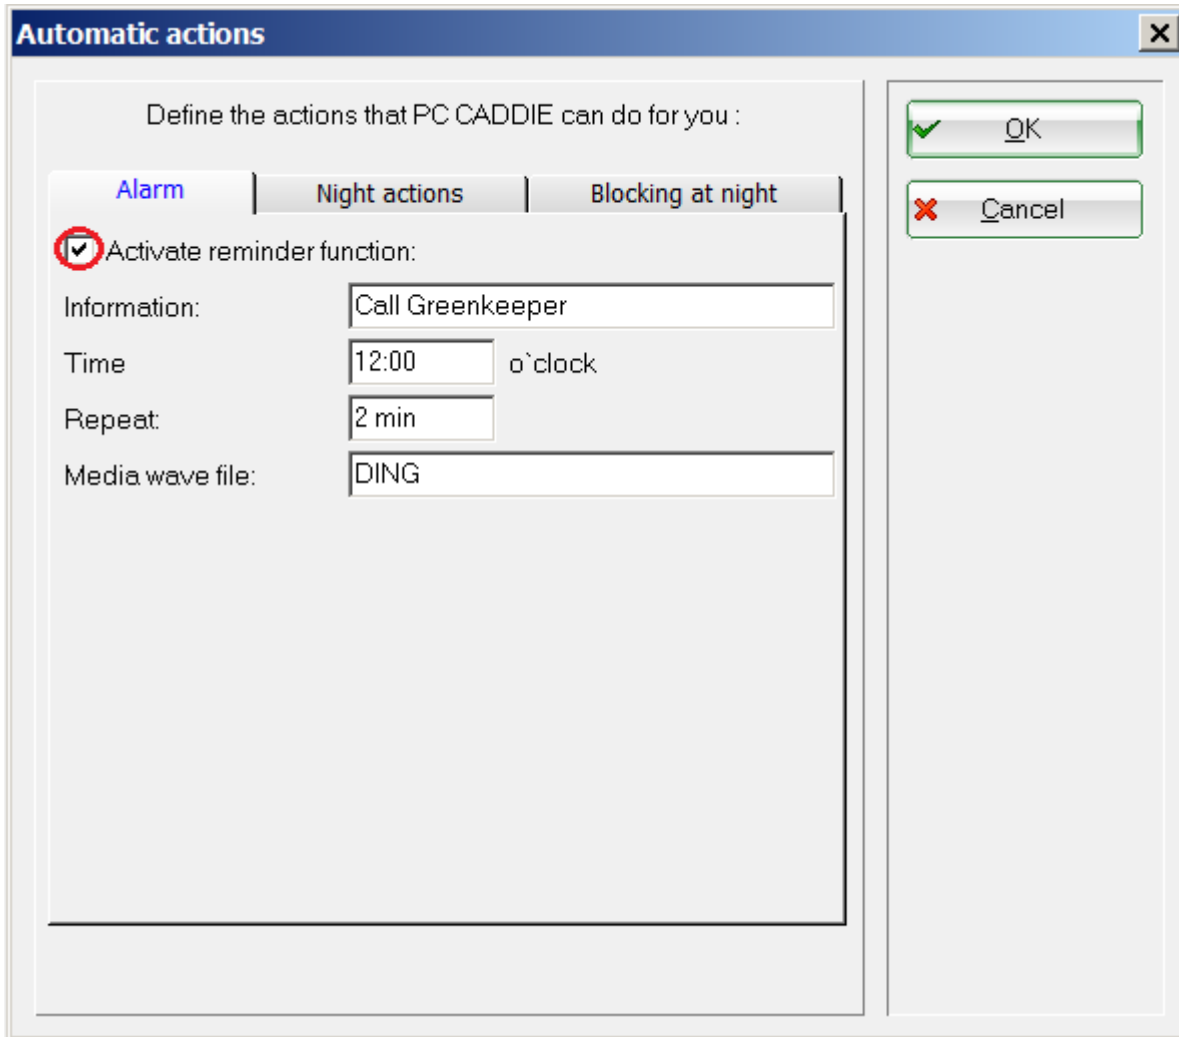 Automatic actions
Define the actions that PC CADDIE can do for you :
Alarm
Night actions
Blocking at night
Activate reminder function:
Information: Call Greenkeeper
Time 12:00 o`clock
Repeat: 2 min
Media wave file: DING
OK
Cancel